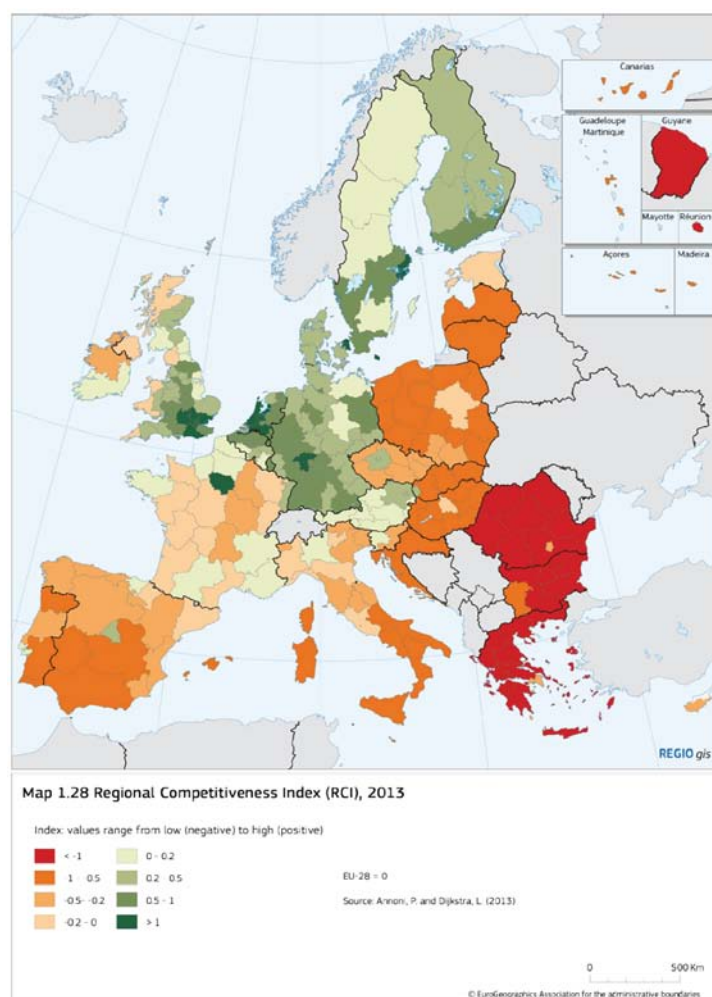 Canarias
Guadeloupe
Martinique
Guyane
Mayotte
Réunion
Açores
Madeira
REGIO gis
Map 1.28 Regional Competitiveness Index (RCI), 2013
Index: values range from low (negative) to high (positive)
< -1
0 - 0.2
1 - 0.5
0.2 - 0.5
-0.5 - -0.2
0.5 - 1
-0.2 - 0
> 1
EU-28 = 0
Source: Annoni, P. and Dijkstra, L. (2013)
0
500 Km
© EuroGeographics Association for the administrative boundaries